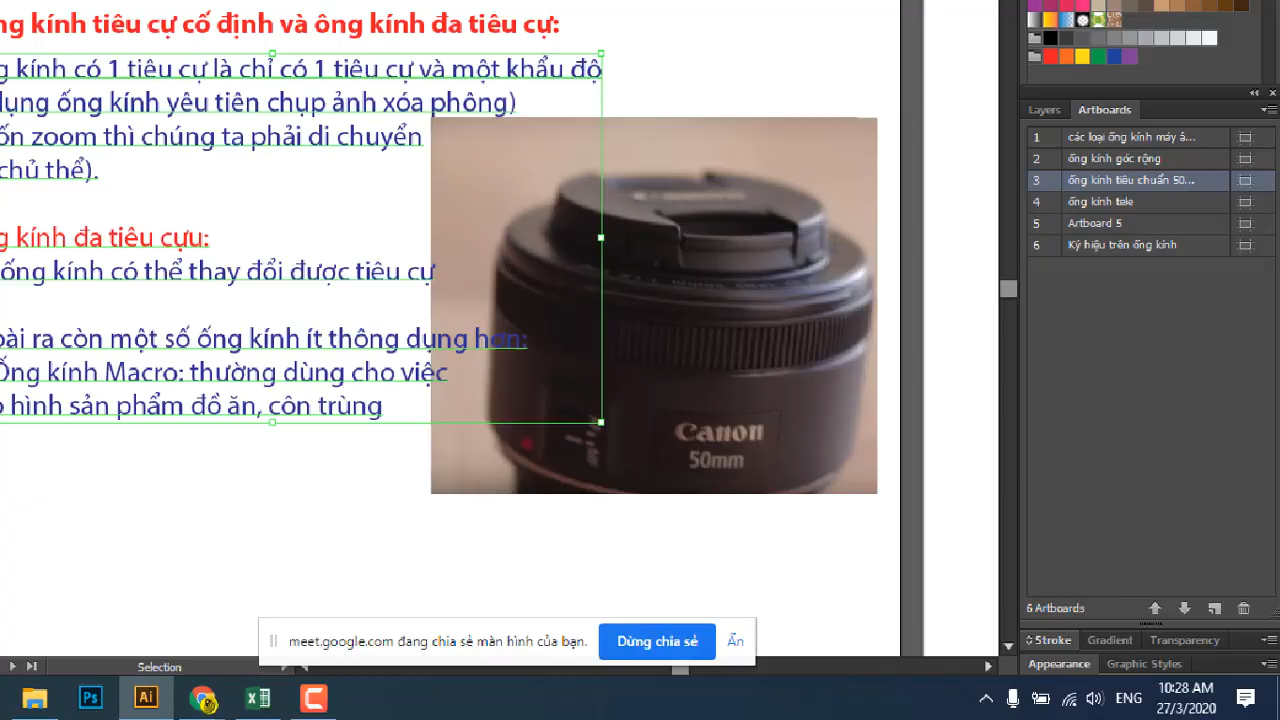 ng kính tiêu cự cố định và ông kính đa tiêu cự:
g kính có 1 tiêu cự là chỉ có 1 tiêu cự và một khẩu độ
dụng ống kính yêu tiên chụp ảnh xóa phông)
ốn zoom thì chúng ta phải di chuyển
chủ thể).
g kính đa tiêu cựu:
ống kính có thể thay đổi được tiêu cự
oài ra còn một số ống kính ít thông dụng hơn:
Ống kính Macro: thường dùng cho việc
p hình sản phẩm đồ ăn, côn trùng
Canon
50mm
Layers
Artboards
1 các loại ống kính máy ả...
2 ống kính góc rộng
3 ống kính tiêu chuẩn 50...
4 ống kính tele
5 Artboard 5
6 Ký hiệu trên ống kính
6 Artboards
Stroke Gradient Transparency
Appearance Graphic Styles
meet.google.com đang chia sẻ màn hình của bạn.
Dừng chia sẻ
Ẩn
Selection
Ps
Ai
ENG
10:28 AM
27/3/2020